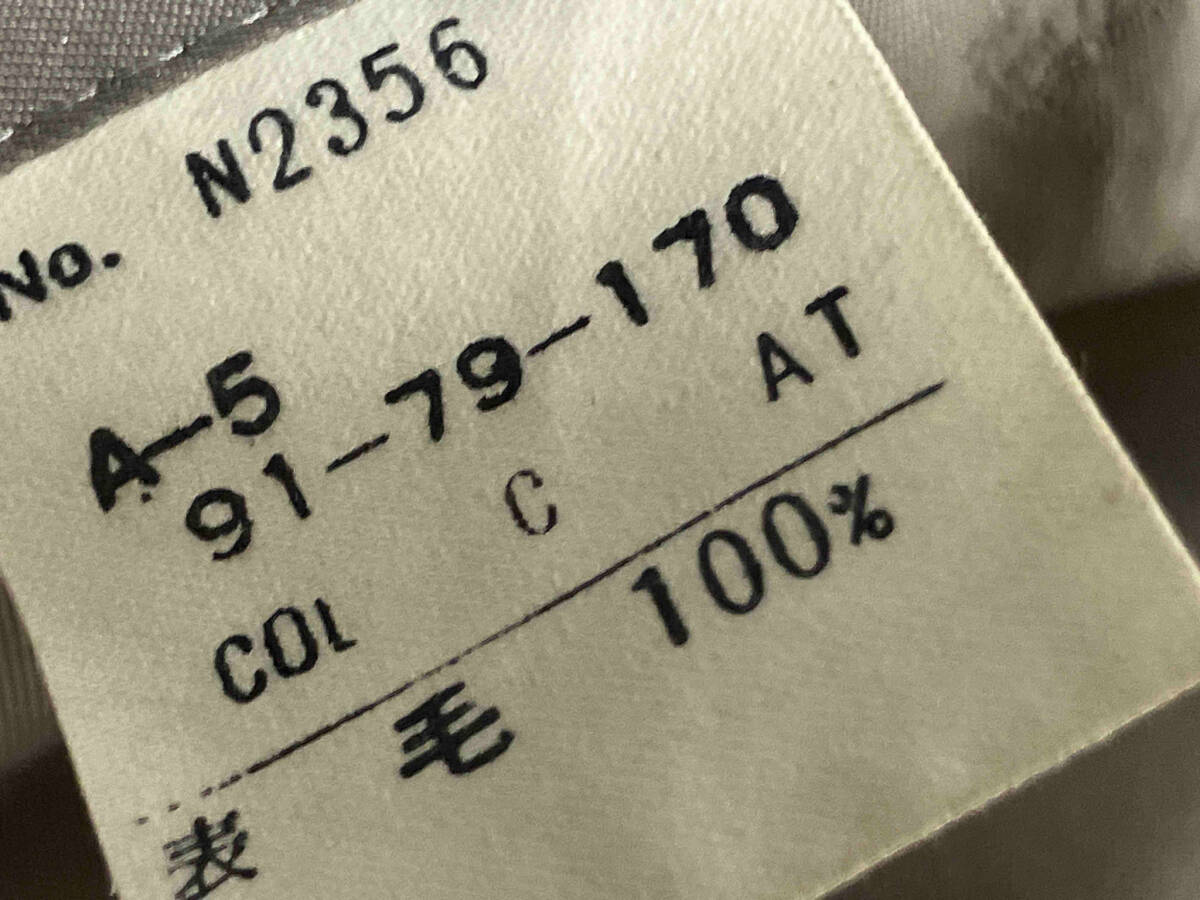 No. N2356
A-5
91-79-170
COL C AT
表 毛 100%